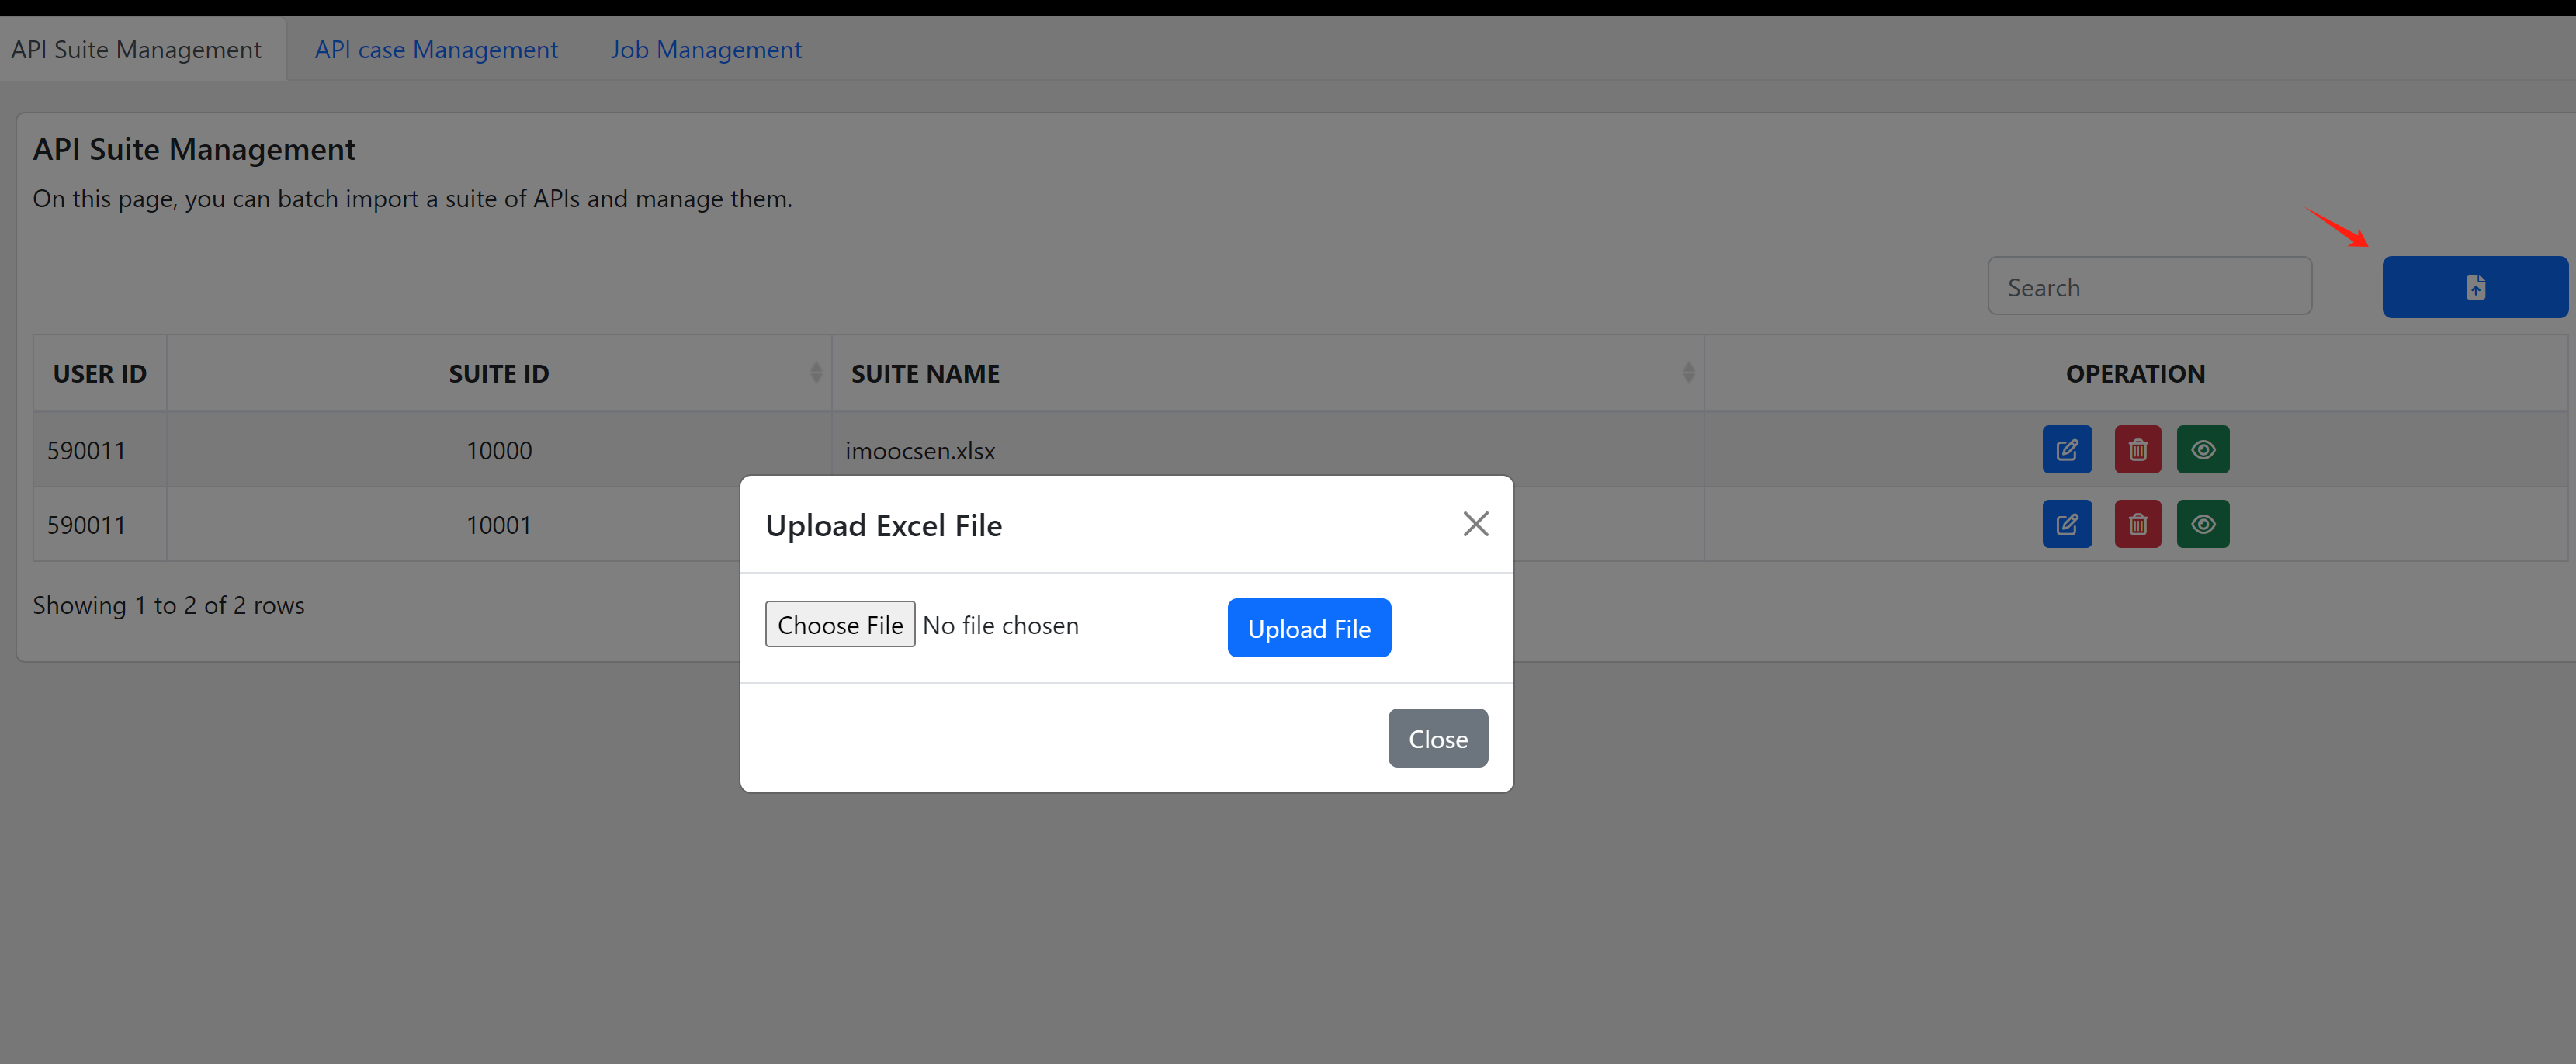 API Suite Management API case Management Job Management
API Suite Management
On this page, you can batch import a suite of APIs and manage them.
Search
USER ID SUITE ID SUITE NAME OPERATION
590011 10000 imoocsen.xlsx
590011 10001
Upload Excel File
Choose File No file chosen Upload File
Showing 1 to 2 of 2 rows
Close